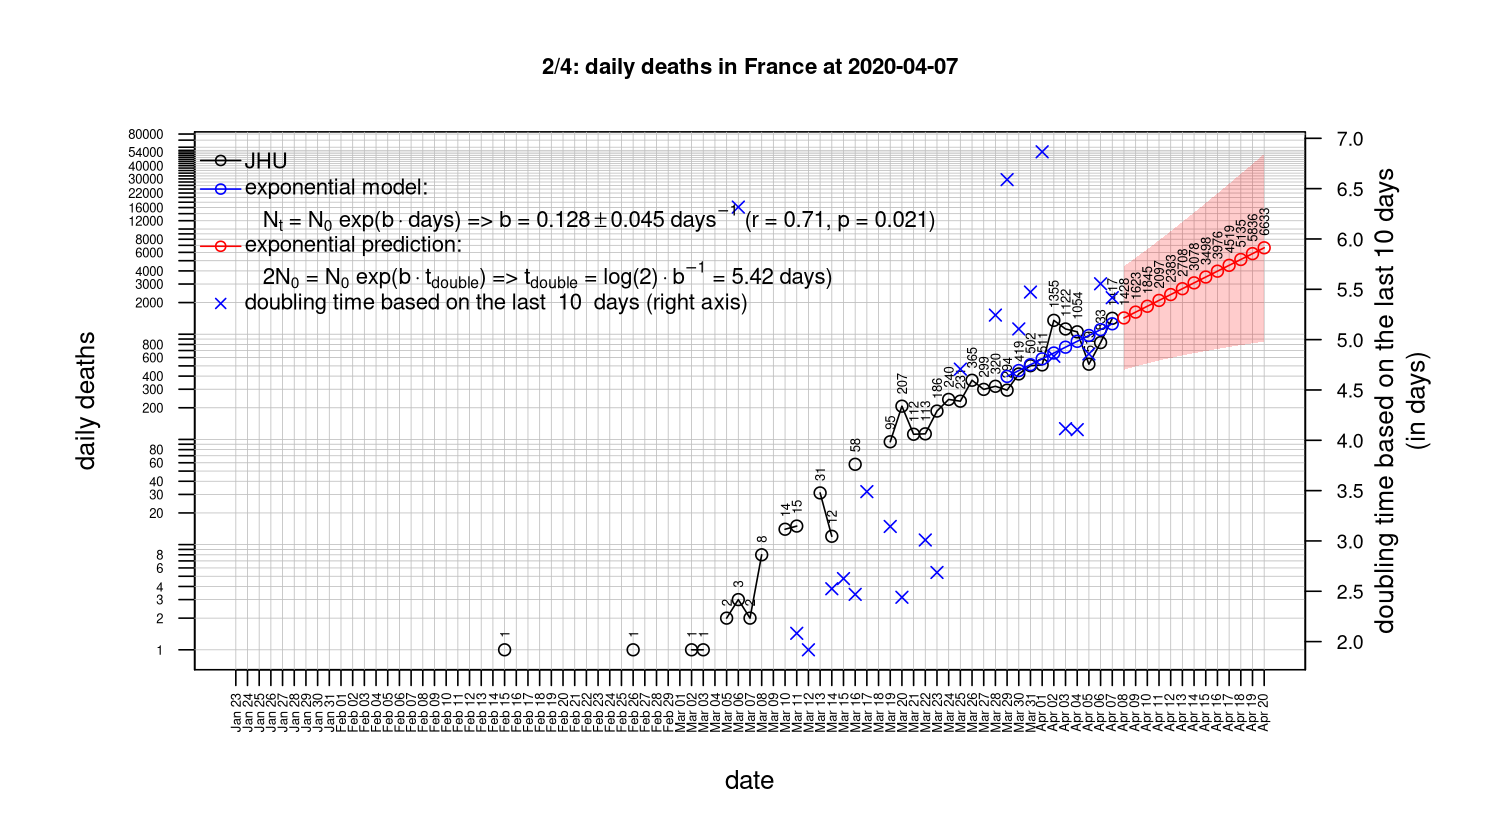 2/4: daily deaths in France at 2020-04-07
80000
54000
40000
30000
22000
16000
12000
8000
6000
4000
3000
2000
800
600
400
300
200
80
60
40
30
20
8
6
4
3
2
1
daily deaths
JHU
exponential model:
Nt = N0 exp(b · days) => b = 0.128 ± 0.045 days−1 (r = 0.71, p = 0.021)
exponential prediction:
2N0 = N0 exp(b · tdouble) => tdouble = log(2) · b−1 = 5.42 days)
doubling time based on the last 10 days (right axis)
1
1
1
1
2
3
2
8
14
15
31
12
58
95
207
112
113
186
240
231
365
299
320
419
502
511
1355
1122
1054
1428
1623
1845
2097
2383
2708
3078
3498
3976
4519
5135
5836
6633
7.0
6.5
6.0
5.5
5.0
4.5
4.0
3.5
3.0
2.5
2.0
doubling time based on the last 10 days
(in days)
Jan 23
Jan 24
Jan 25
Jan 26
Jan 27
Jan 28
Jan 29
Jan 30
Jan 31
Feb 01
Feb 02
Feb 03
Feb 04
Feb 05
Feb 06
Feb 07
Feb 08
Feb 09
Feb 10
Feb 11
Feb 12
Feb 13
Feb 14
Feb 15
Feb 16
Feb 17
Feb 18
Feb 19
Feb 20
Feb 21
Feb 22
Feb 23
Feb 24
Feb 25
Feb 26
Feb 27
Feb 28
Feb 29
Mar 01
Mar 02
Mar 03
Mar 04
Mar 05
Mar 06
Mar 07
Mar 08
Mar 09
Mar 10
Mar 11
Mar 12
Mar 13
Mar 14
Mar 15
Mar 16
Mar 17
Mar 18
Mar 19
Mar 20
Mar 21
Mar 22
Mar 23
Mar 24
Mar 25
Mar 26
Mar 27
Mar 28
Mar 29
Mar 30
Mar 31
Apr 01
Apr 02
Apr 03
Apr 04
Apr 05
Apr 06
Apr 07
Apr 08
Apr 09
Apr 10
Apr 11
Apr 12
Apr 13
Apr 14
Apr 15
Apr 16
Apr 17
Apr 18
Apr 19
Apr 20
date